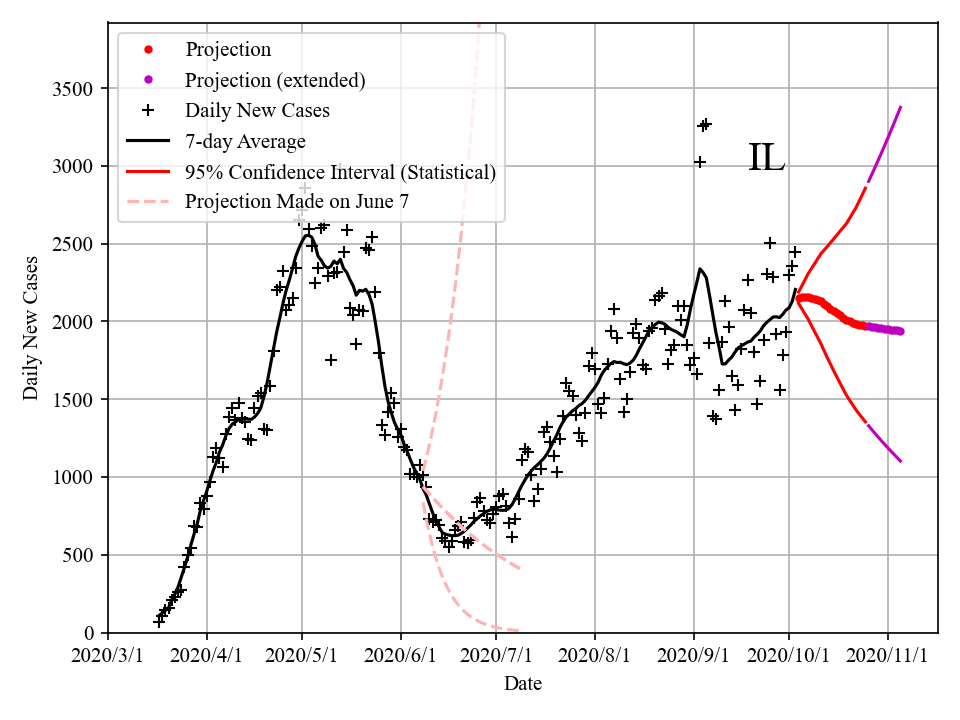 Projection
Projection (extended)
Daily New Cases
7-day Average
95% Confidence Interval (Statistical)
Projection Made on June 7
IL
3500
3000
2500
2000
1500
1000
500
0
Daily New Cases
2020/3/1 2020/4/1 2020/5/1 2020/6/1 2020/7/1 2020/8/1 2020/9/1 2020/10/1 2020/11/1
Date